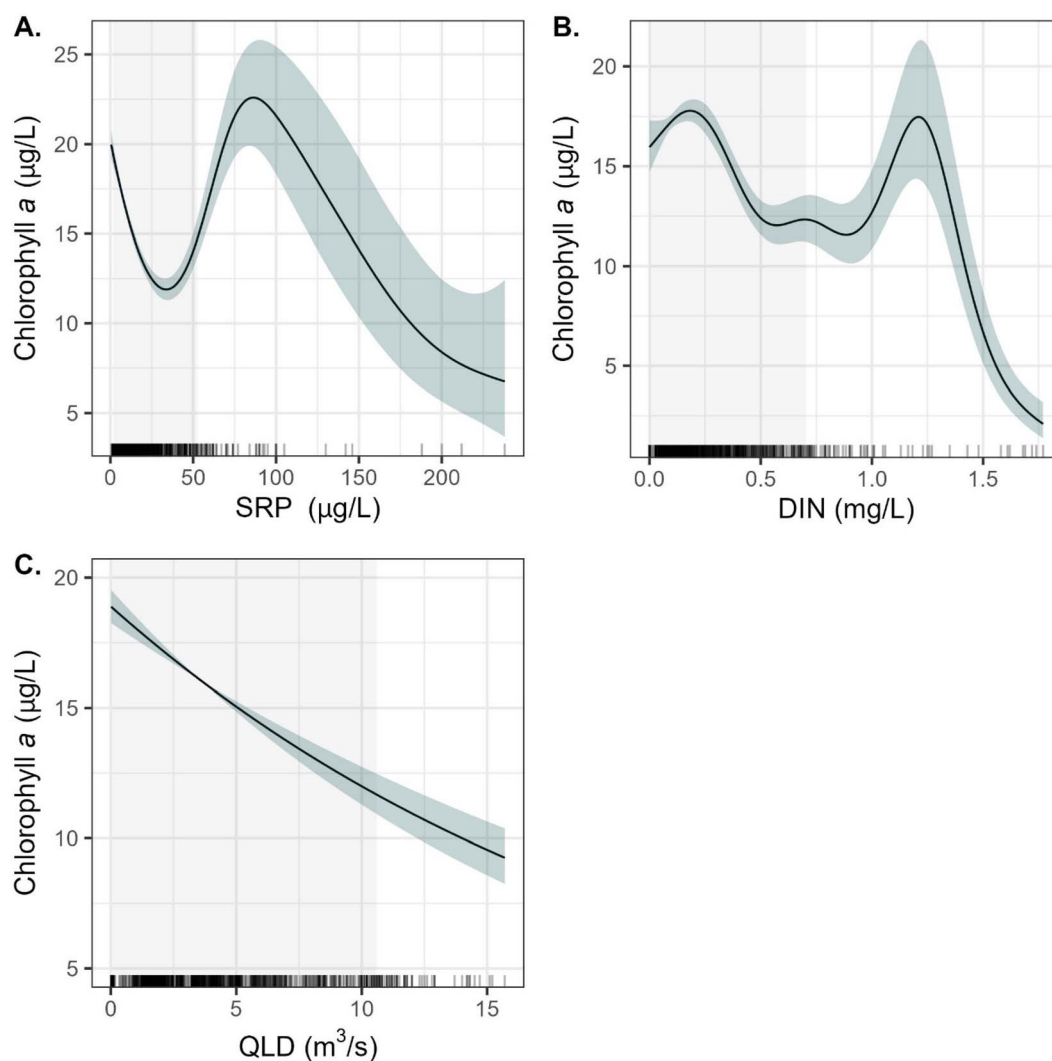 A.
Chlorophyll a (µg/L)
25
20
15
10
5
0 50 100 150 200
SRP (µg/L)
B.
Chlorophyll a (µg/L)
20
15
10
5
0.0 0.5 1.0 1.5
DIN (mg/L)
C.
Chlorophyll a (µg/L)
20
15
10
5
0 5 10 15
QLD (m³/s)